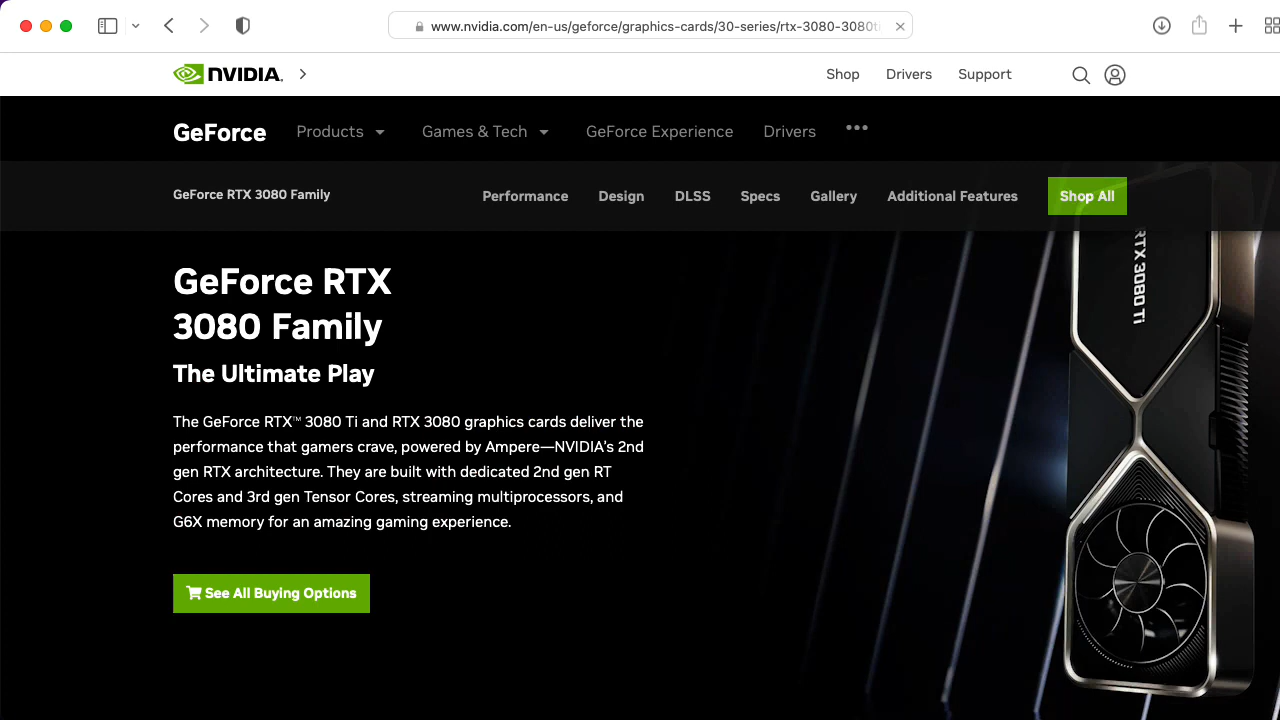 www.nvidia.com/en-us/geforce/graphics-cards/30-series/rtx-3080-3080ti
NVIDIA.
Shop Drivers Support
GeForce Products Games & Tech GeForce Experience Drivers •••
GeForce RTX 3080 Family Performance Design DLSS Specs Gallery Additional Features Shop All
GeForce RTX
3080 Family
The Ultimate Play
The GeForce RTX™ 3080 Ti and RTX 3080 graphics cards deliver the
performance that gamers crave, powered by Ampere—NVIDIA's 2nd
gen RTX architecture. They are built with dedicated 2nd gen RT
Cores and 3rd gen Tensor Cores, streaming multiprocessors, and
G6X memory for an amazing gaming experience.
See All Buying Options
RTX 3080 Ti